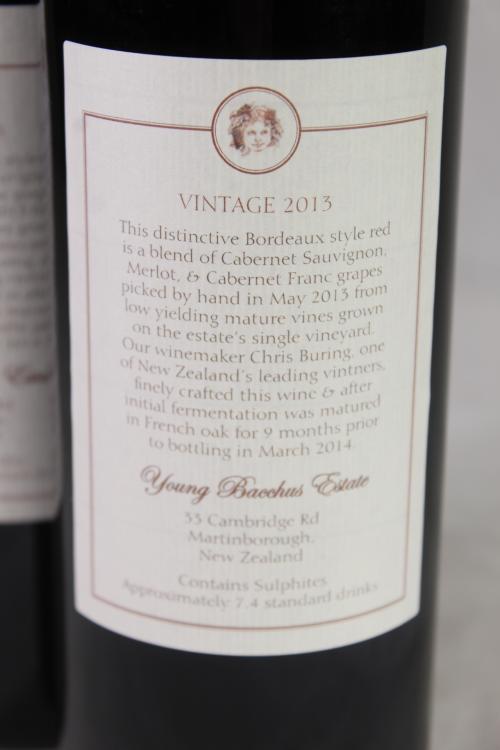 VINTAGE 2013
This distinctive Bordeaux style red
is a blend of Cabernet Sauvignon,
Merlot, & Cabernet Franc grapes
picked by hand in May 2013 from
low yielding mature vines grown
on the estate's single vineyard.
Our winemaker Chris Buring, one
of New Zealand's leading vintners,
finely crafted this wine & after
initial fermentation was matured
in French oak for 9 months prior
to bottling in March 2014.
Young Bacchus Estate
33 Cambridge Rd
Martinborough,
New Zealand
Contains Sulphites
Approximately 7.4 standard drinks